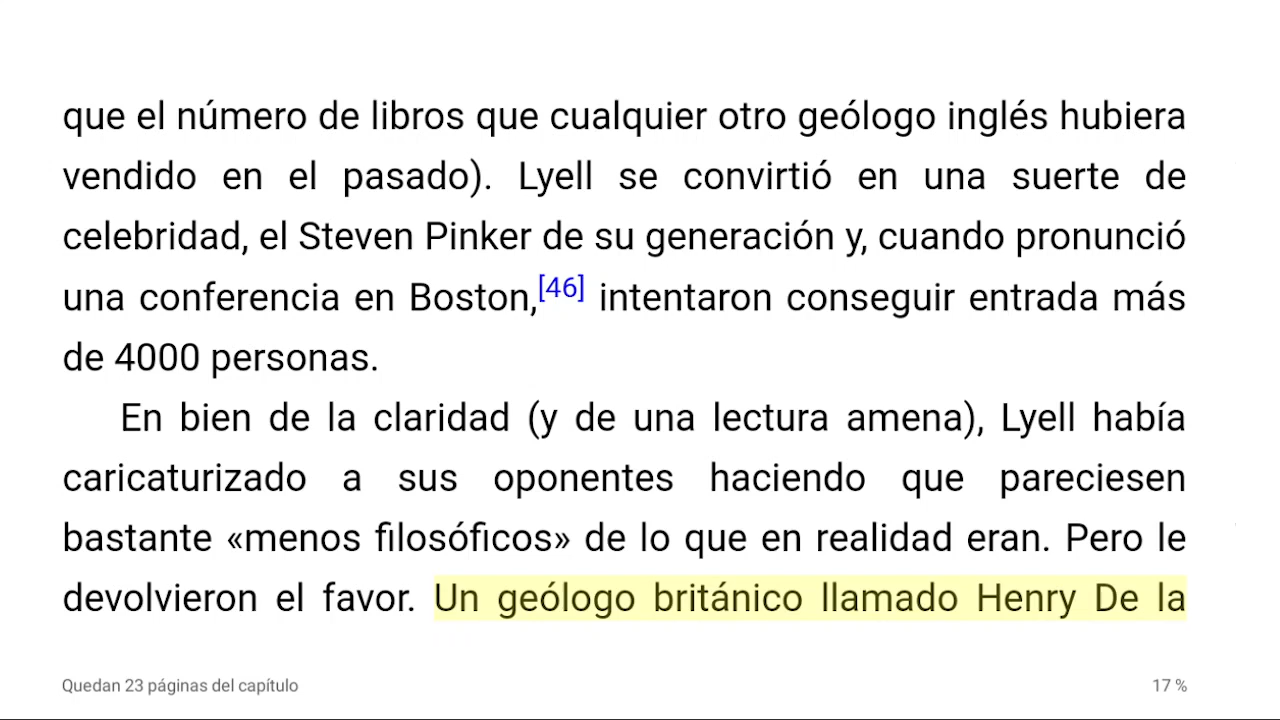 que el número de libros que cualquier otro geólogo inglés hubiera
vendido en el pasado). Lyell se convirtió en una suerte de
celebridad, el Steven Pinker de su generación y, cuando pronunció
una conferencia en Boston,[46] intentaron conseguir entrada más
de 4000 personas.
En bien de la claridad (y de una lectura amena), Lyell había
caricaturizado a sus oponentes haciendo que pareciesen
bastante «menos filosóficos» de lo que en realidad eran. Pero le
devolvieron el favor. Un geólogo británico llamado Henry De la
Quedan 23 páginas del capítulo
17 %